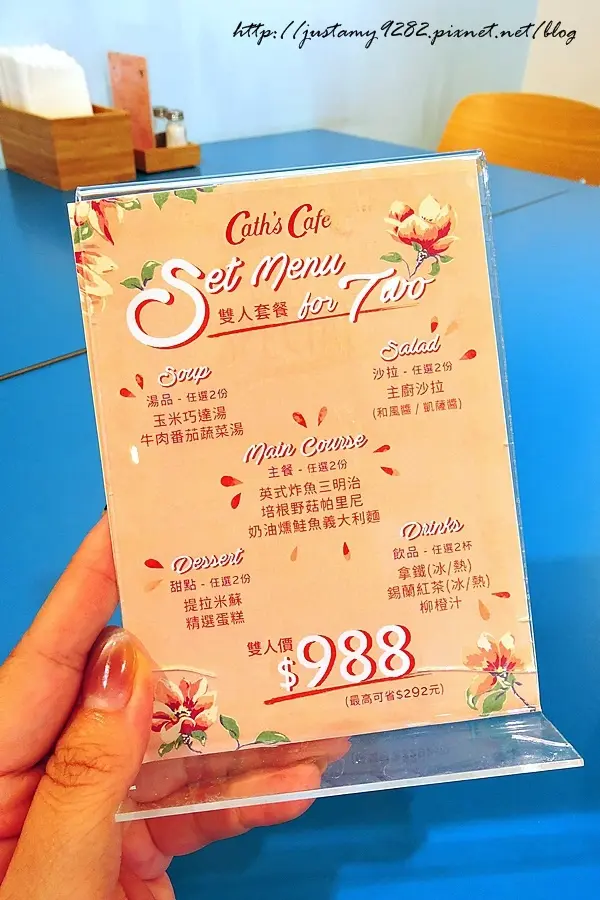 http://justamy9282.pixnet.net/blog
Cath's Cafe
Set Menu
for Two
雙人套餐
Soup
湯品 - 任選2份
玉米巧達湯
牛肉番茄蔬菜湯
Salad
沙拉 - 任選2份
主廚沙拉
(和風醬 / 凱薩醬)
Main Course
主餐 - 任選2份
英式炸魚三明治
培根野菇帕里尼
奶油燻鮭魚義大利麵
Dessert
甜點 - 任選2份
提拉米蘇
精選蛋糕
Drinks
飲品 - 任選2杯
拿鐵(冰/熱)
錫蘭紅茶(冰/熱)
柳橙汁
雙人價
$988
(最高可省$292元)